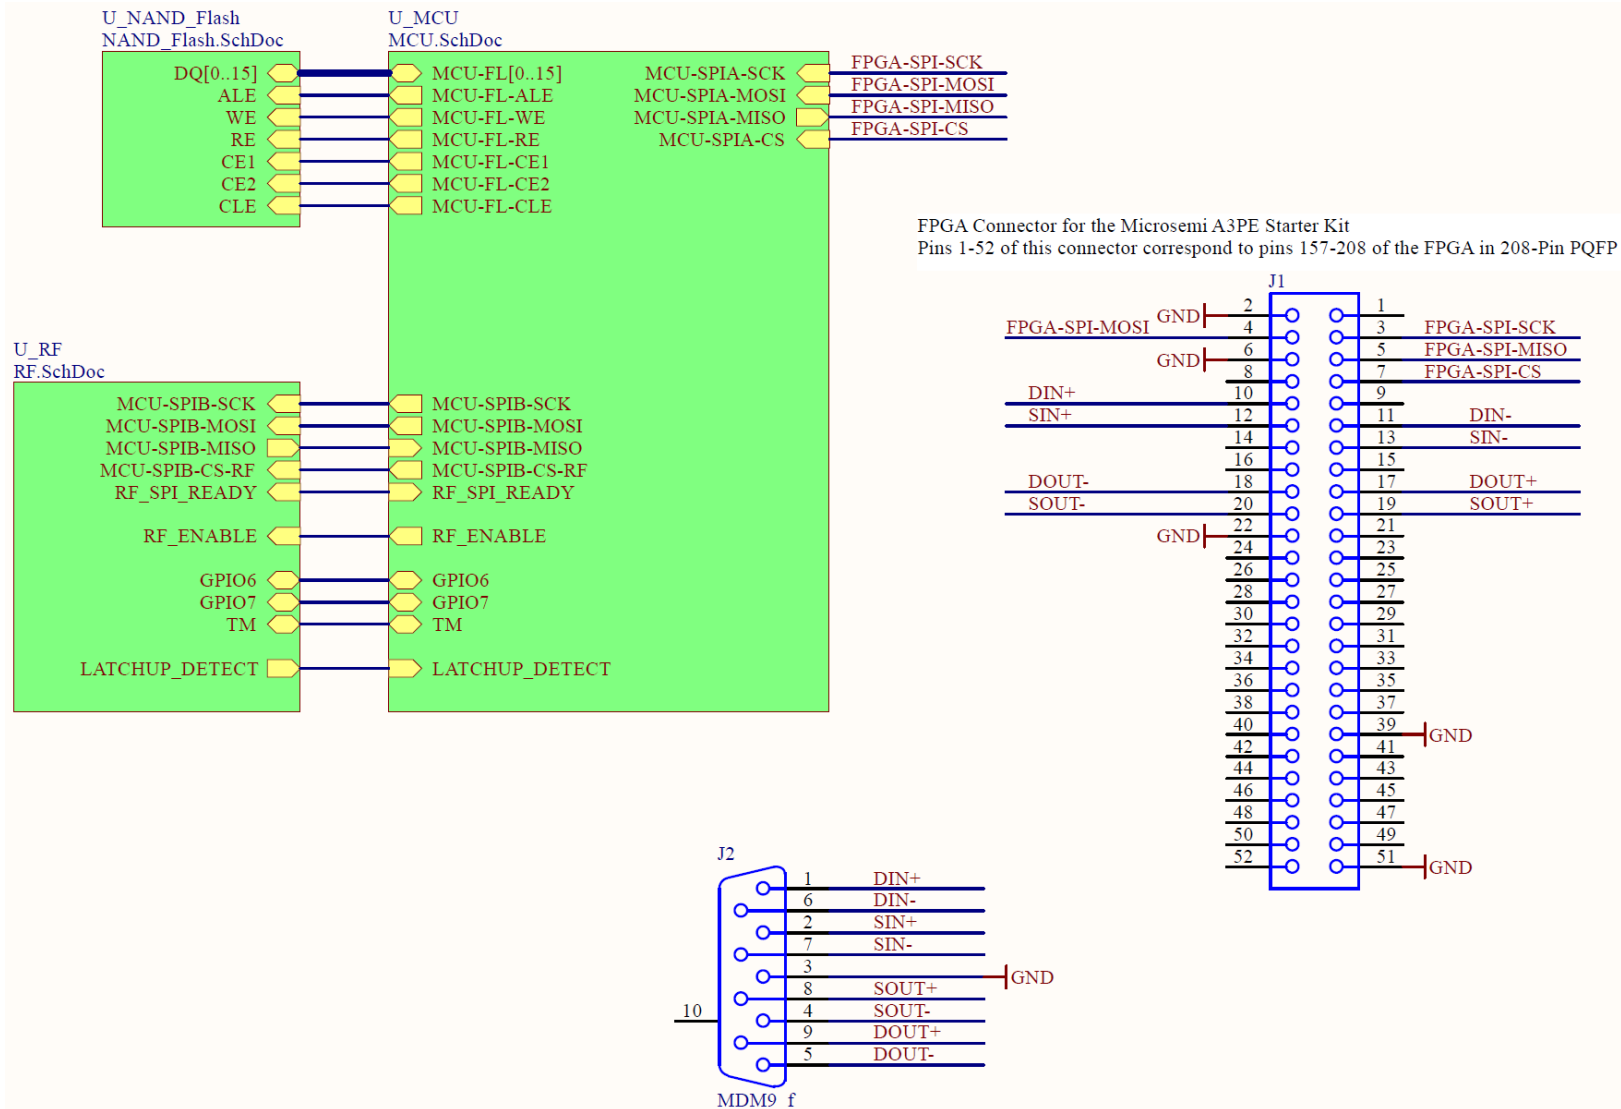 U_NAND_Flash
NAND_Flash.SchDoc
DQ[0..15]
ALE
WE
RE
CE1
CE2
CLE
U_MCU
MCU.SchDoc
MCU-FL[0..15]
MCU-FL-ALE
MCU-FL-WE
MCU-FL-RE
MCU-FL-CE1
MCU-FL-CE2
MCU-FL-CLE
MCU-SPIA-SCK
MCU-SPIA-MOSI
MCU-SPIA-MISO
MCU-SPIA-CS
FPGA-SPI-SCK
FPGA-SPI-MOSI
FPGA-SPI-MISO
FPGA-SPI-CS
U_RF
RF.SchDoc
MCU-SPIB-SCK
MCU-SPIB-MOSI
MCU-SPIB-MISO
MCU-SPIB-CS-RF
RF_SPI_READY
RF_ENABLE
GPIO6
GPIO7
TM
LATCHUP_DETECT
MCU-SPIB-SCK
MCU-SPIB-MOSI
MCU-SPIB-MISO
MCU-SPIB-CS-RF
RF_SPI_READY
RF_ENABLE
GPIO6
GPIO7
TM
LATCHUP_DETECT
FPGA Connector for the Microsemi A3PE Starter Kit
Pins 1-52 of this connector correspond to pins 157-208 of the FPGA in 208-Pin PQFP
J1
GND 2 1
FPGA-SPI-MOSI 4 3 FPGA-SPI-SCK
GND 6 5 FPGA-SPI-MISO
8 7 FPGA-SPI-CS
DIN+ 10 9
SIN+ 12 11 DIN-
14 13 SIN-
16 15
DOUT- 18 17 DOUT+
SOUT- 20 19 SOUT+
GND 22 21
24 23
26 25
28 27
30 29
32 31
34 33
36 35
38 37
40 39 GND
42 41
44 43
46 45
48 47
50 49
52 51 GND
J2
1 DIN+
6 DIN-
2 SIN+
7 SIN-
3 GND
8 SOUT+
10 4 SOUT-
9 DOUT+
5 DOUT-
MDM9_f